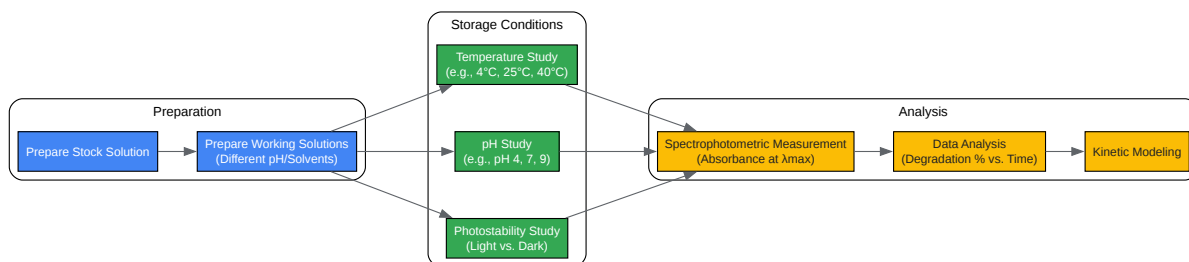 Preparation
Prepare Stock Solution
Prepare Working Solutions
(Different pH/Solvents)
Storage Conditions
Temperature Study
(e.g., 4°C, 25°C, 40°C)
pH Study
(e.g., pH 4, 7, 9)
Photostability Study
(Light vs. Dark)
Analysis
Spectrophotometric Measurement
(Absorbance at λmax)
Data Analysis
(Degradation % vs. Time)
Kinetic Modeling